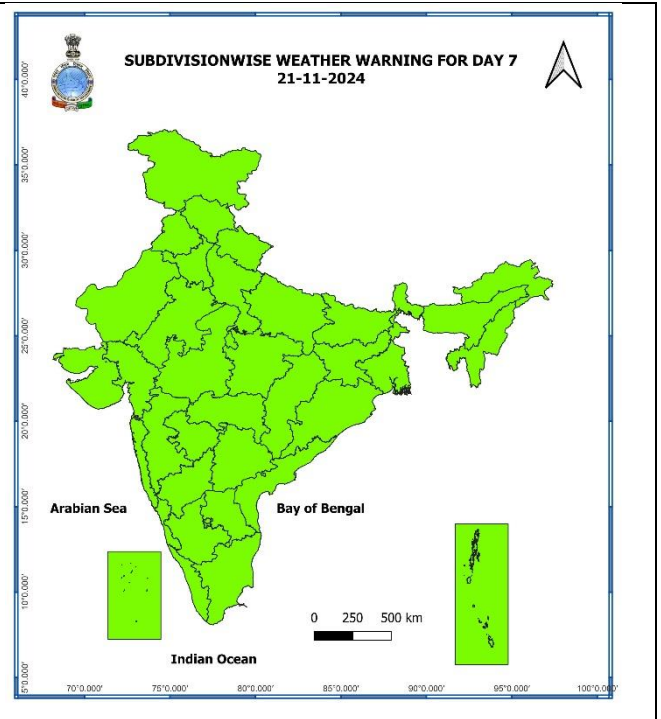 SUBDIVISIONWISE WEATHER WARNING FOR DAY 7
21-11-2024
40°0.000'
35°0.000'
30°0.000'
25°0.000'
20°0.000'
15°0.000'
10°0.000'
5°0.000'
Arabian Sea
Bay of Bengal
0 250 500 km
Indian Ocean
70°0.000' 75°0.000' 80°0.000' 85°0.000' 90°0.000' 95°0.000' 100°0.000'